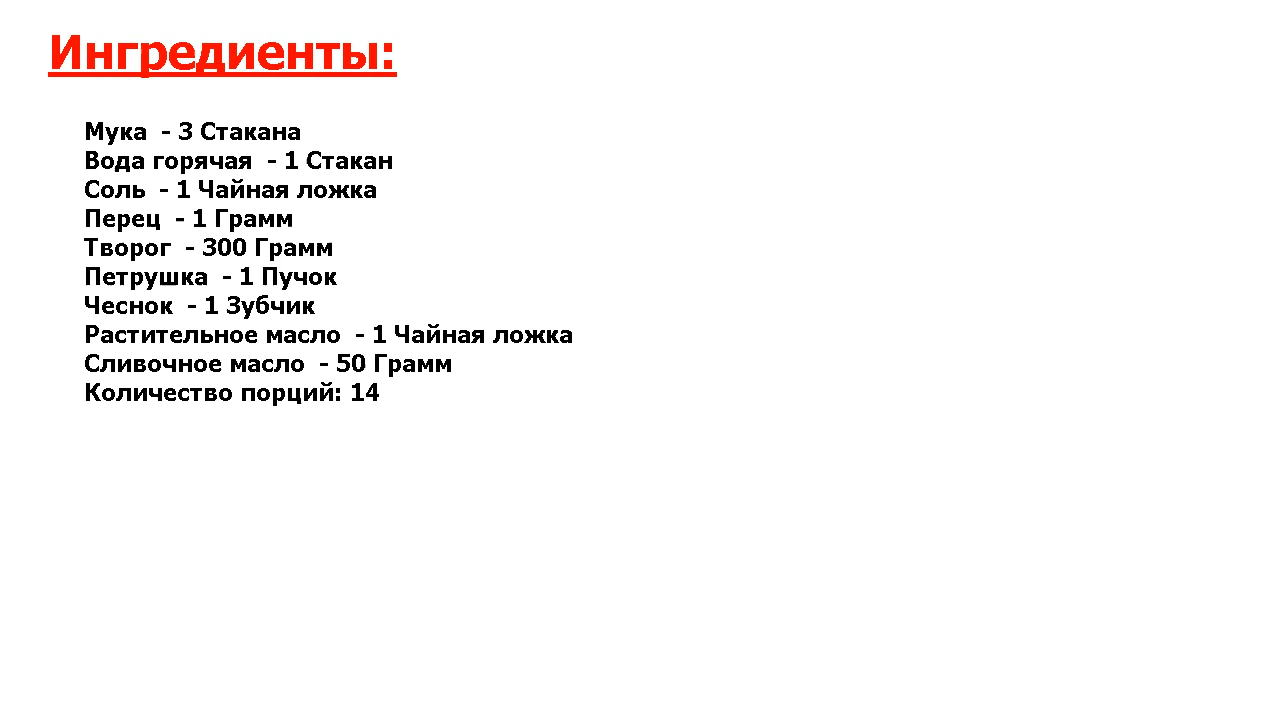 Ингредиенты:
Мука  - 3 Стакана
Вода горячая  - 1 Стакан
Соль  - 1 Чайная ложка
Перец  - 1 Грамм
Творог  - 300 Грамм
Петрушка  - 1 Пучок
Чеснок  - 1 Зубчик
Растительное масло  - 1 Чайная ложка
Сливочное масло  - 50 Грамм
Количество порций: 14